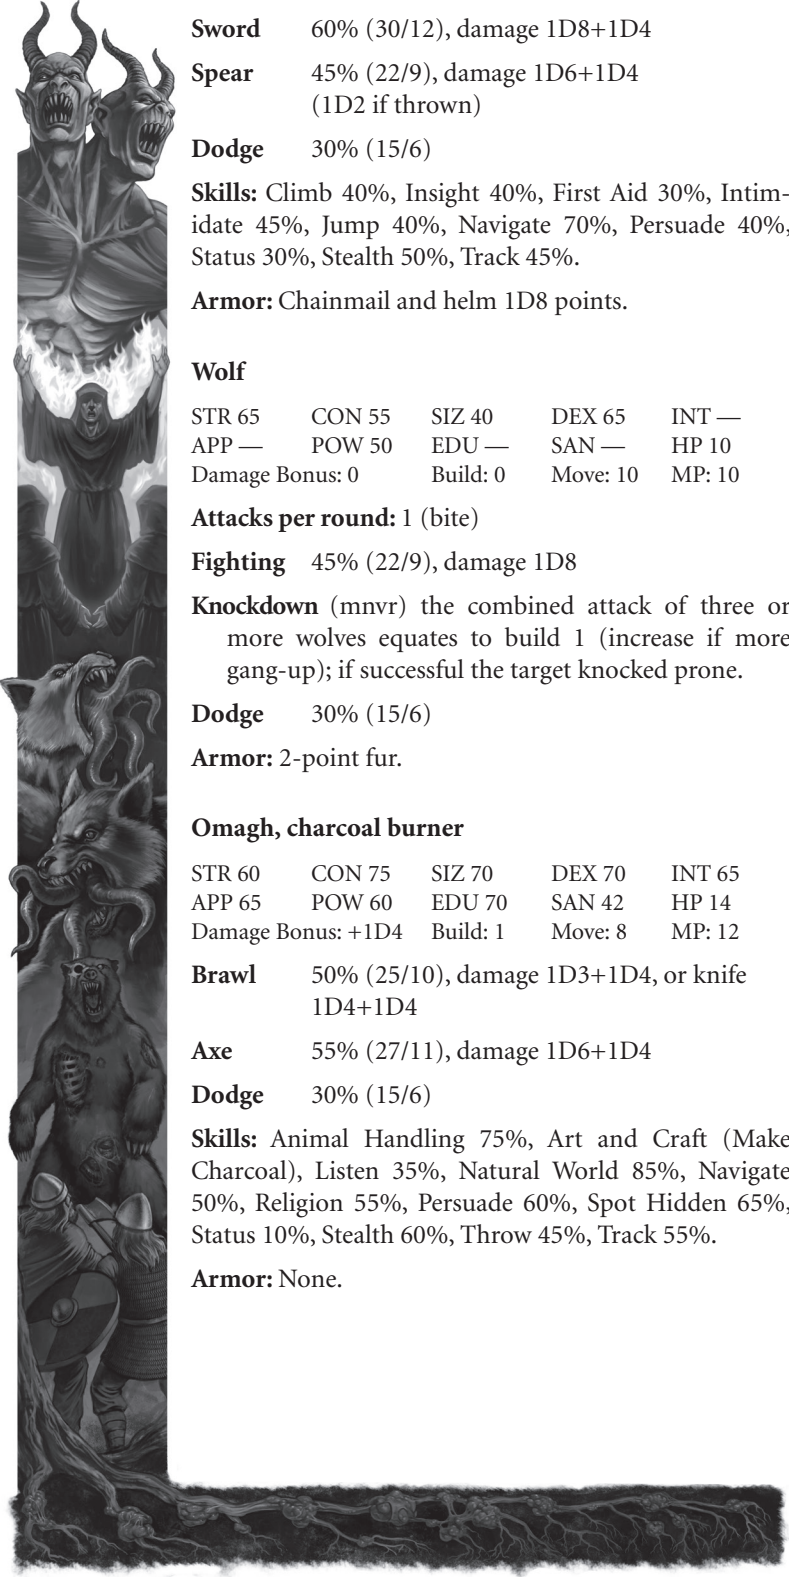 Sword 60% (30/12), damage 1D8+1D4
Spear 45% (22/9), damage 1D6+1D4
(1D2 if thrown)
Dodge 30% (15/6)
Skills: Climb 40%, Insight 40%, First Aid 30%, Intim-
idate 45%, Jump 40%, Navigate 70%, Persuade 40%,
Status 30%, Stealth 50%, Track 45%.
Armor: Chainmail and helm 1D8 points.
Wolf
STR 65 CON 55 SIZ 40 DEX 65 INT —
APP — POW 50 EDU — SAN — HP 10
Damage Bonus: 0 Build: 0 Move: 10 MP: 10
Attacks per round: 1 (bite)
Fighting 45% (22/9), damage 1D8
Knockdown (mnvr) the combined attack of three or
more wolves equates to build 1 (increase if more
gang-up); if successful the target knocked prone.
Dodge 30% (15/6)
Armor: 2-point fur.
Omagh, charcoal burner
STR 60 CON 75 SIZ 70 DEX 70 INT 65
APP 65 POW 60 EDU 70 SAN 42 HP 14
Damage Bonus: +1D4 Build: 1 Move: 8 MP: 12
Brawl 50% (25/10), damage 1D3+1D4, or knife
1D4+1D4
Axe 55% (27/11), damage 1D6+1D4
Dodge 30% (15/6)
Skills: Animal Handling 75%, Art and Craft (Make
Charcoal), Listen 35%, Natural World 85%, Navigate
50%, Religion 55%, Persuade 60%, Spot Hidden 65%,
Status 10%, Stealth 60%, Throw 45%, Track 55%.
Armor: None.